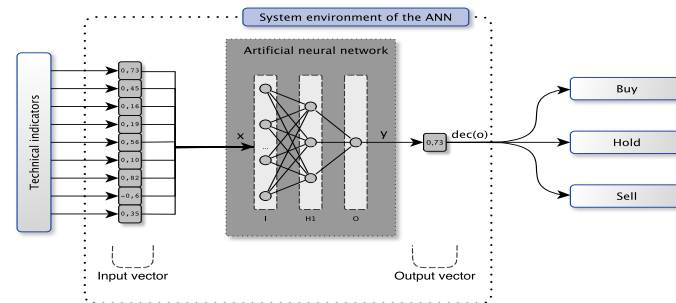 System environment of the ANN
Artificial neural network
Technical indicators
0,73
0,45
0,16
0,19
0,56
0,10
0,82
-0,6
0,35
x
...
I
H1
O
y
0,73
dec(o)
Buy
Hold
Sell
Input vector
Output vector